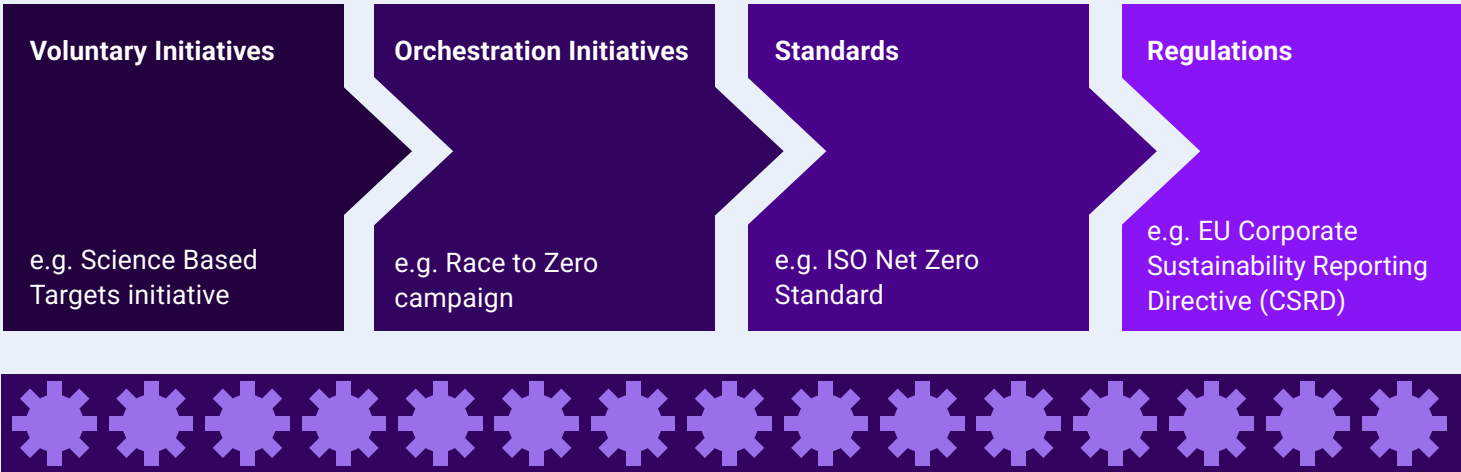 Voluntary Initiatives
e.g. Science Based
Targets initiative
Orchestration Initiatives
e.g. Race to Zero
campaign
Standards
e.g. ISO Net Zero
Standard
Regulations
e.g. EU Corporate
Sustainability Reporting
Directive (CSRD)